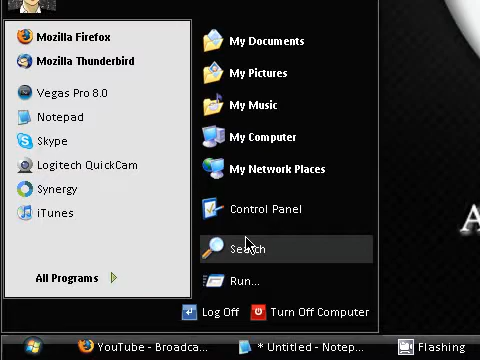 Mozilla Firefox
Mozilla Thunderbird
Vegas Pro 8.0
Notepad
Skype
Logitech QuickCam
Synergy
iTunes
All Programs
My Documents
My Pictures
My Music
My Computer
My Network Places
Control Panel
Search
Run...
Log Off
Turn Off Computer
A
YouTube - Broadca...
* Untitled - Notep...
Flashing